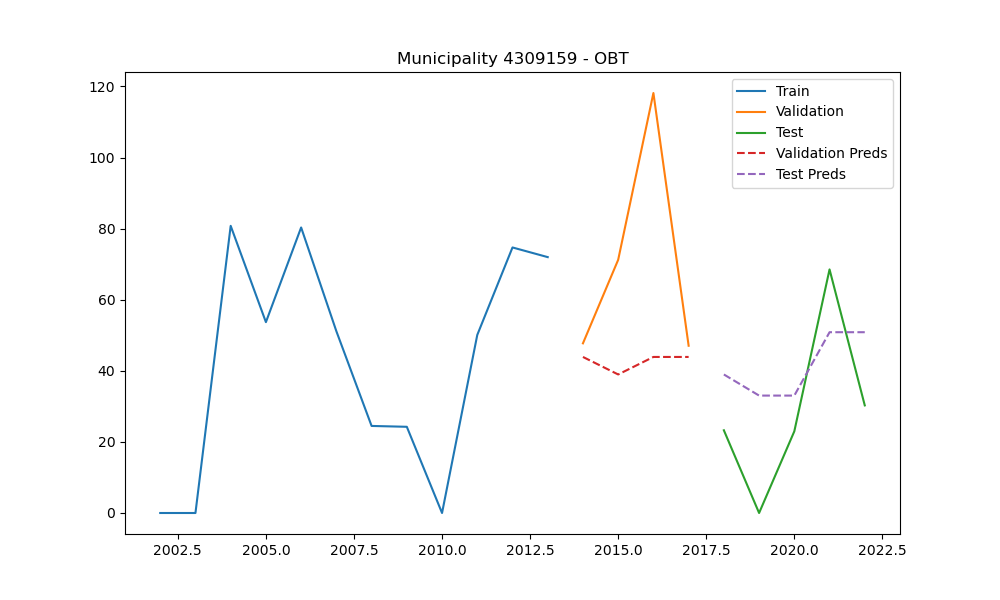 Municipality 4309159 - OBT
Train
Validation
Test
Validation Preds
Test Preds
120
100
80
60
40
20
0
2002.5 2005.0 2007.5 2010.0 2012.5 2015.0 2017.5 2020.0 2022.5